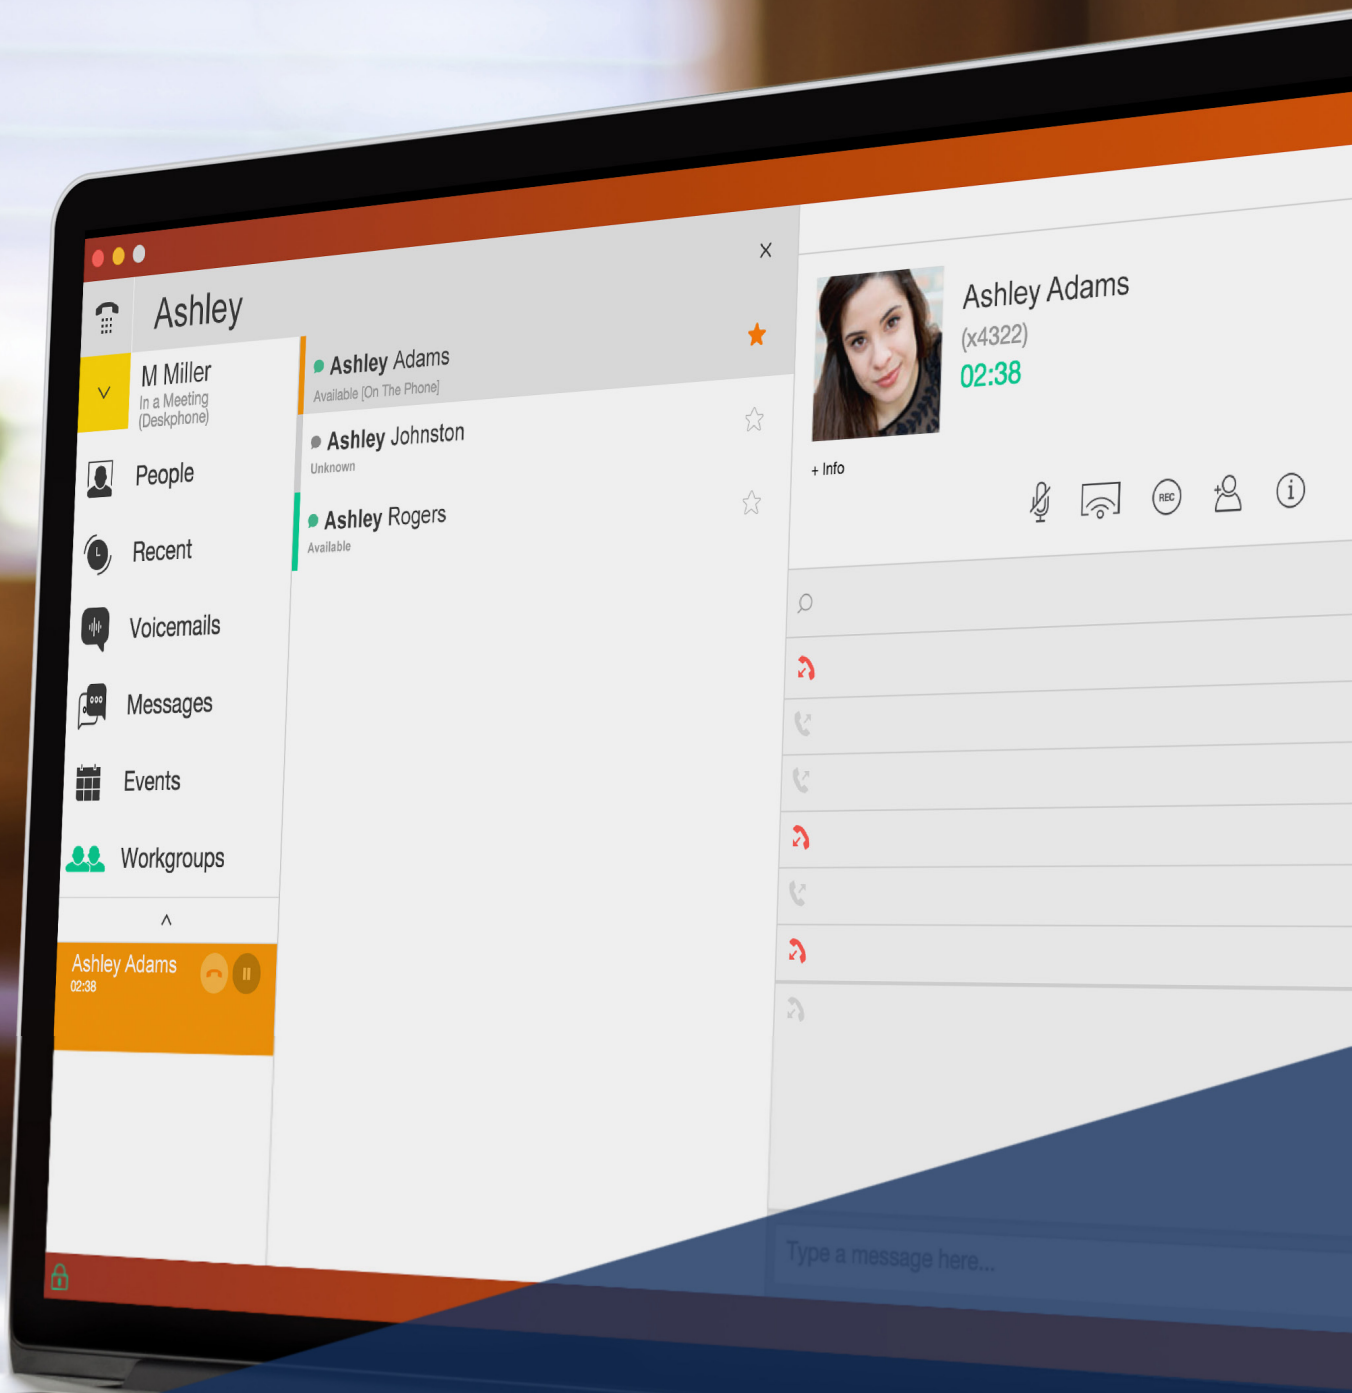 Ashley
X
M Miller
In a Meeting
(Deskphone)
People
Recent
Voicemails
Messages
Events
Workgroups
Ashley Adams
02:38
Ashley Adams
Available [On The Phone]
Ashley Johnston
Unknown
Ashley Rogers
Available
Ashley Adams
(x4322)
02:38
+ Info
REC
i
Type a message here...